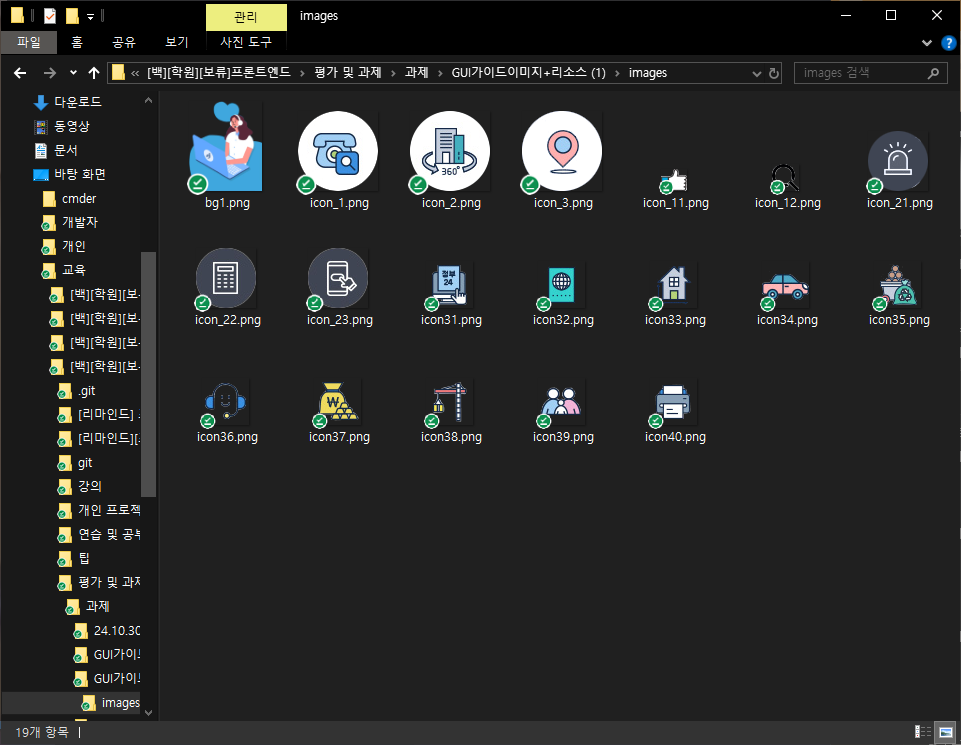 관리
images
파일
홈
공유
보기
사진 도구
« [백][학원][보류]프론트엔드 > 평가 및 과제 > 과제 > GUI가이드이미지+리소스 (1) > images
images 검색
다운로드
동영상
문서
바탕 화면
cmder
개발자
개인
교육
[백][학원][보
[백][학원][보
[백][학원][보
[백][학원][보
.git
[리마인드]
[리마인드][
git
강의
개인 프로젝
연습 및 공부
팁
평가 및 과제
과제
24.10.30
GUI가이드
GUI가이드
images
bg1.png
icon_1.png
360°
icon_2.png
icon_3.png
icon_11.png
icon_12.png
icon_21.png
icon_22.png
icon_23.png
정부
24
icon31.png
icon32.png
icon33.png
icon34.png
icon35.png
icon36.png
₩
icon37.png
icon38.png
icon39.png
icon40.png
19개 항목